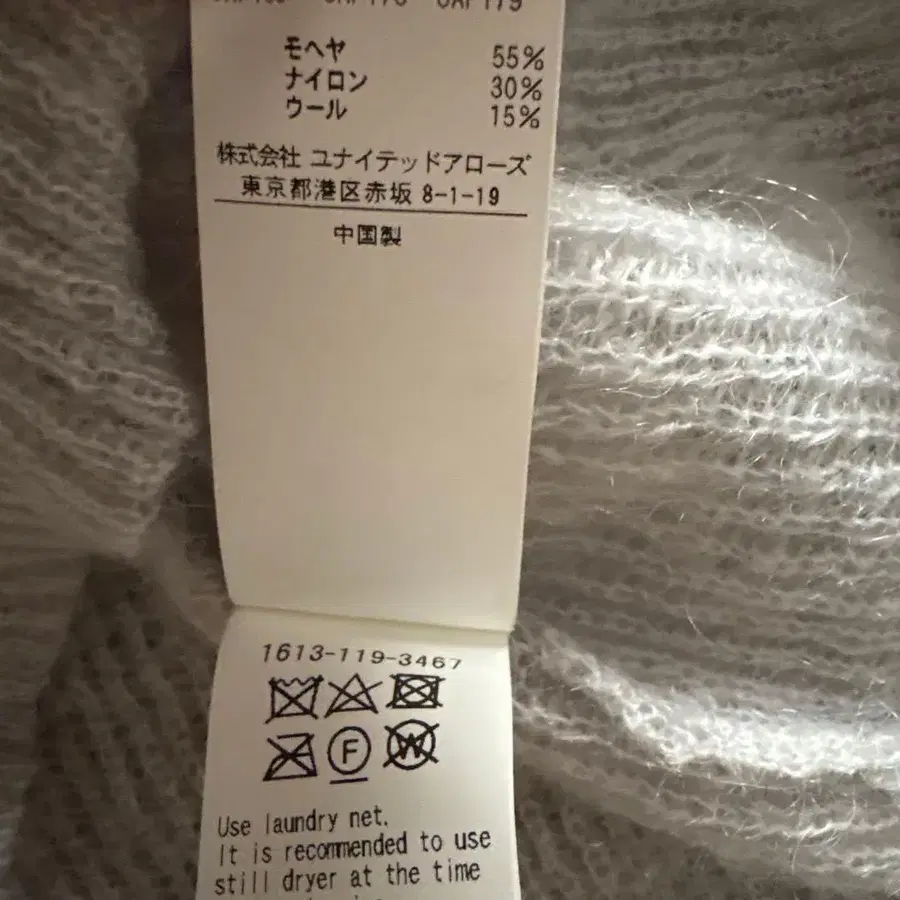 モヘヤ 55%
ナイロン 30%
ウール 15%
株式会社 ユナイテッドアローズ
東京都港区赤坂 8-1-19
中国製
1613-119-3467
F W
Use laundry net.
It is recommended to use
still dryer at the time